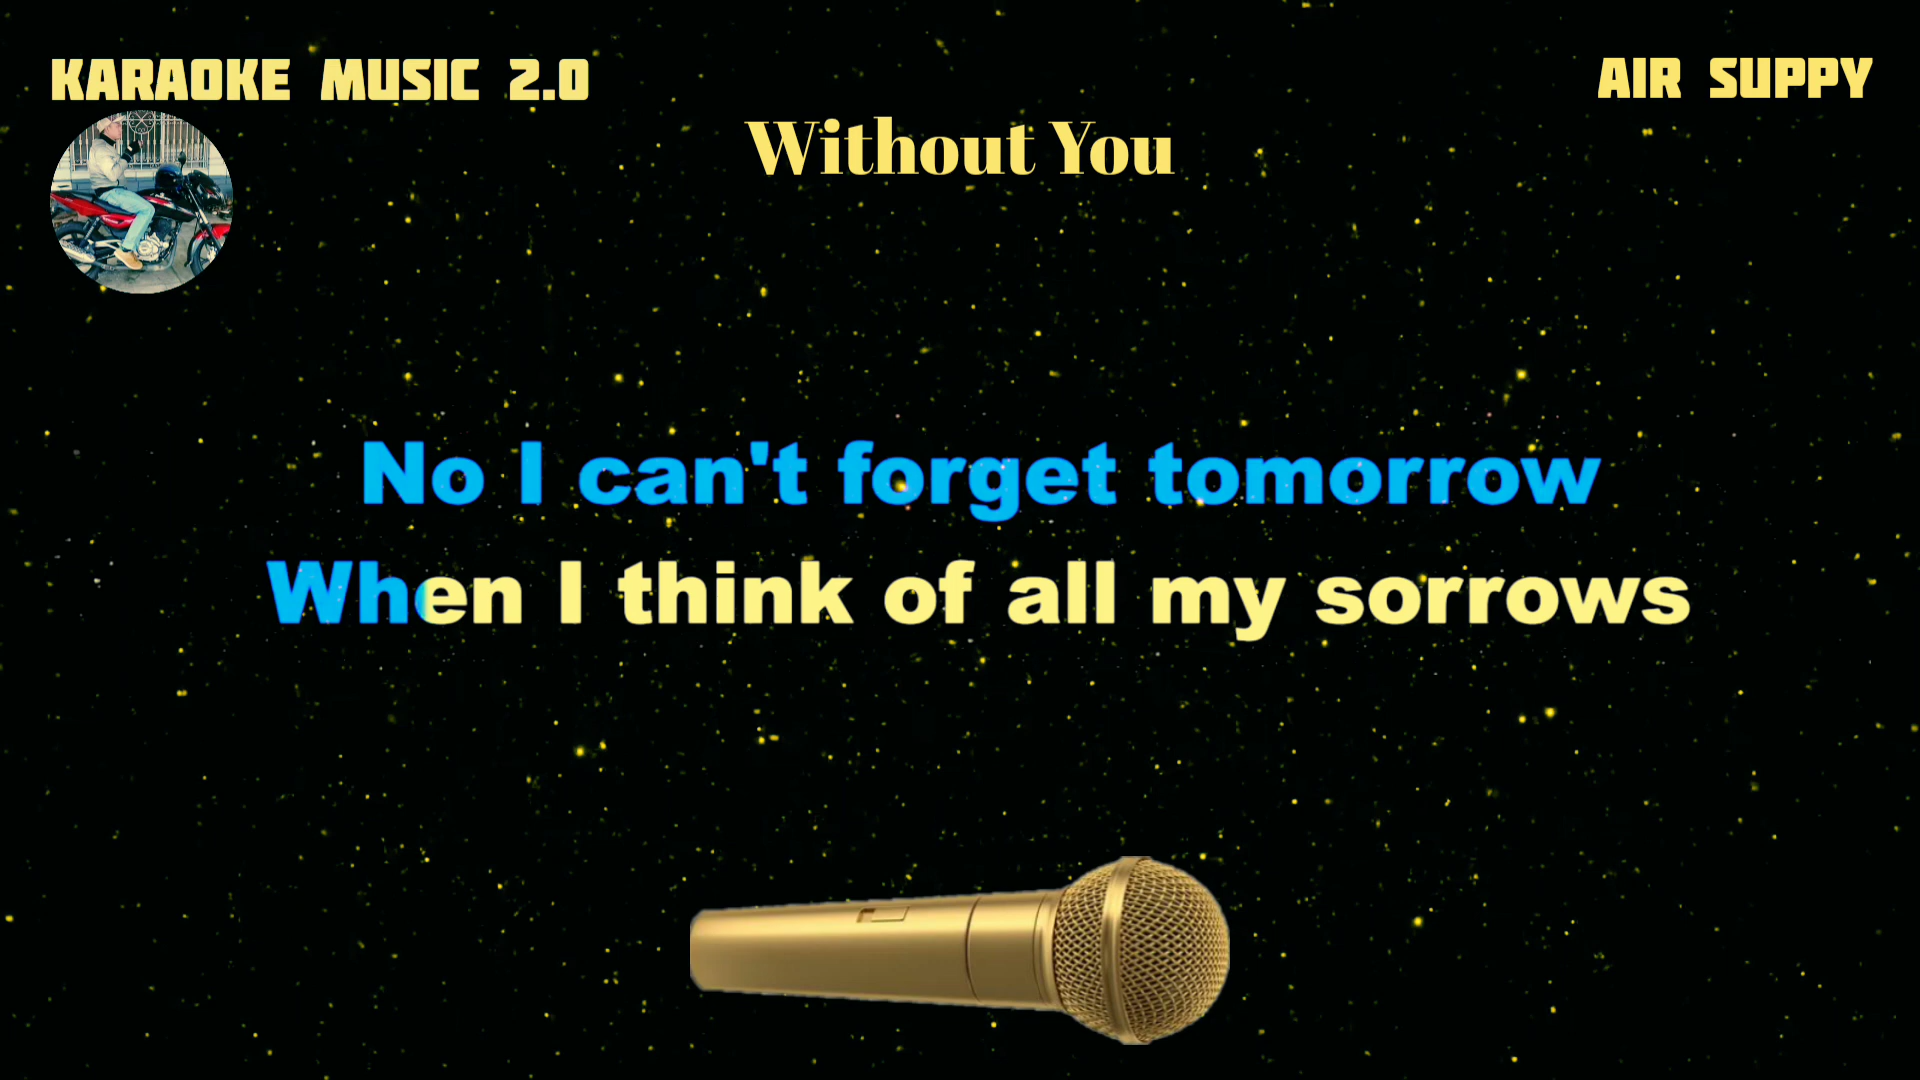 KARAOKE MUSIC 2.0
AIR SUPPY
Without You
No I can't forget tomorrow
When I think of all my sorrows